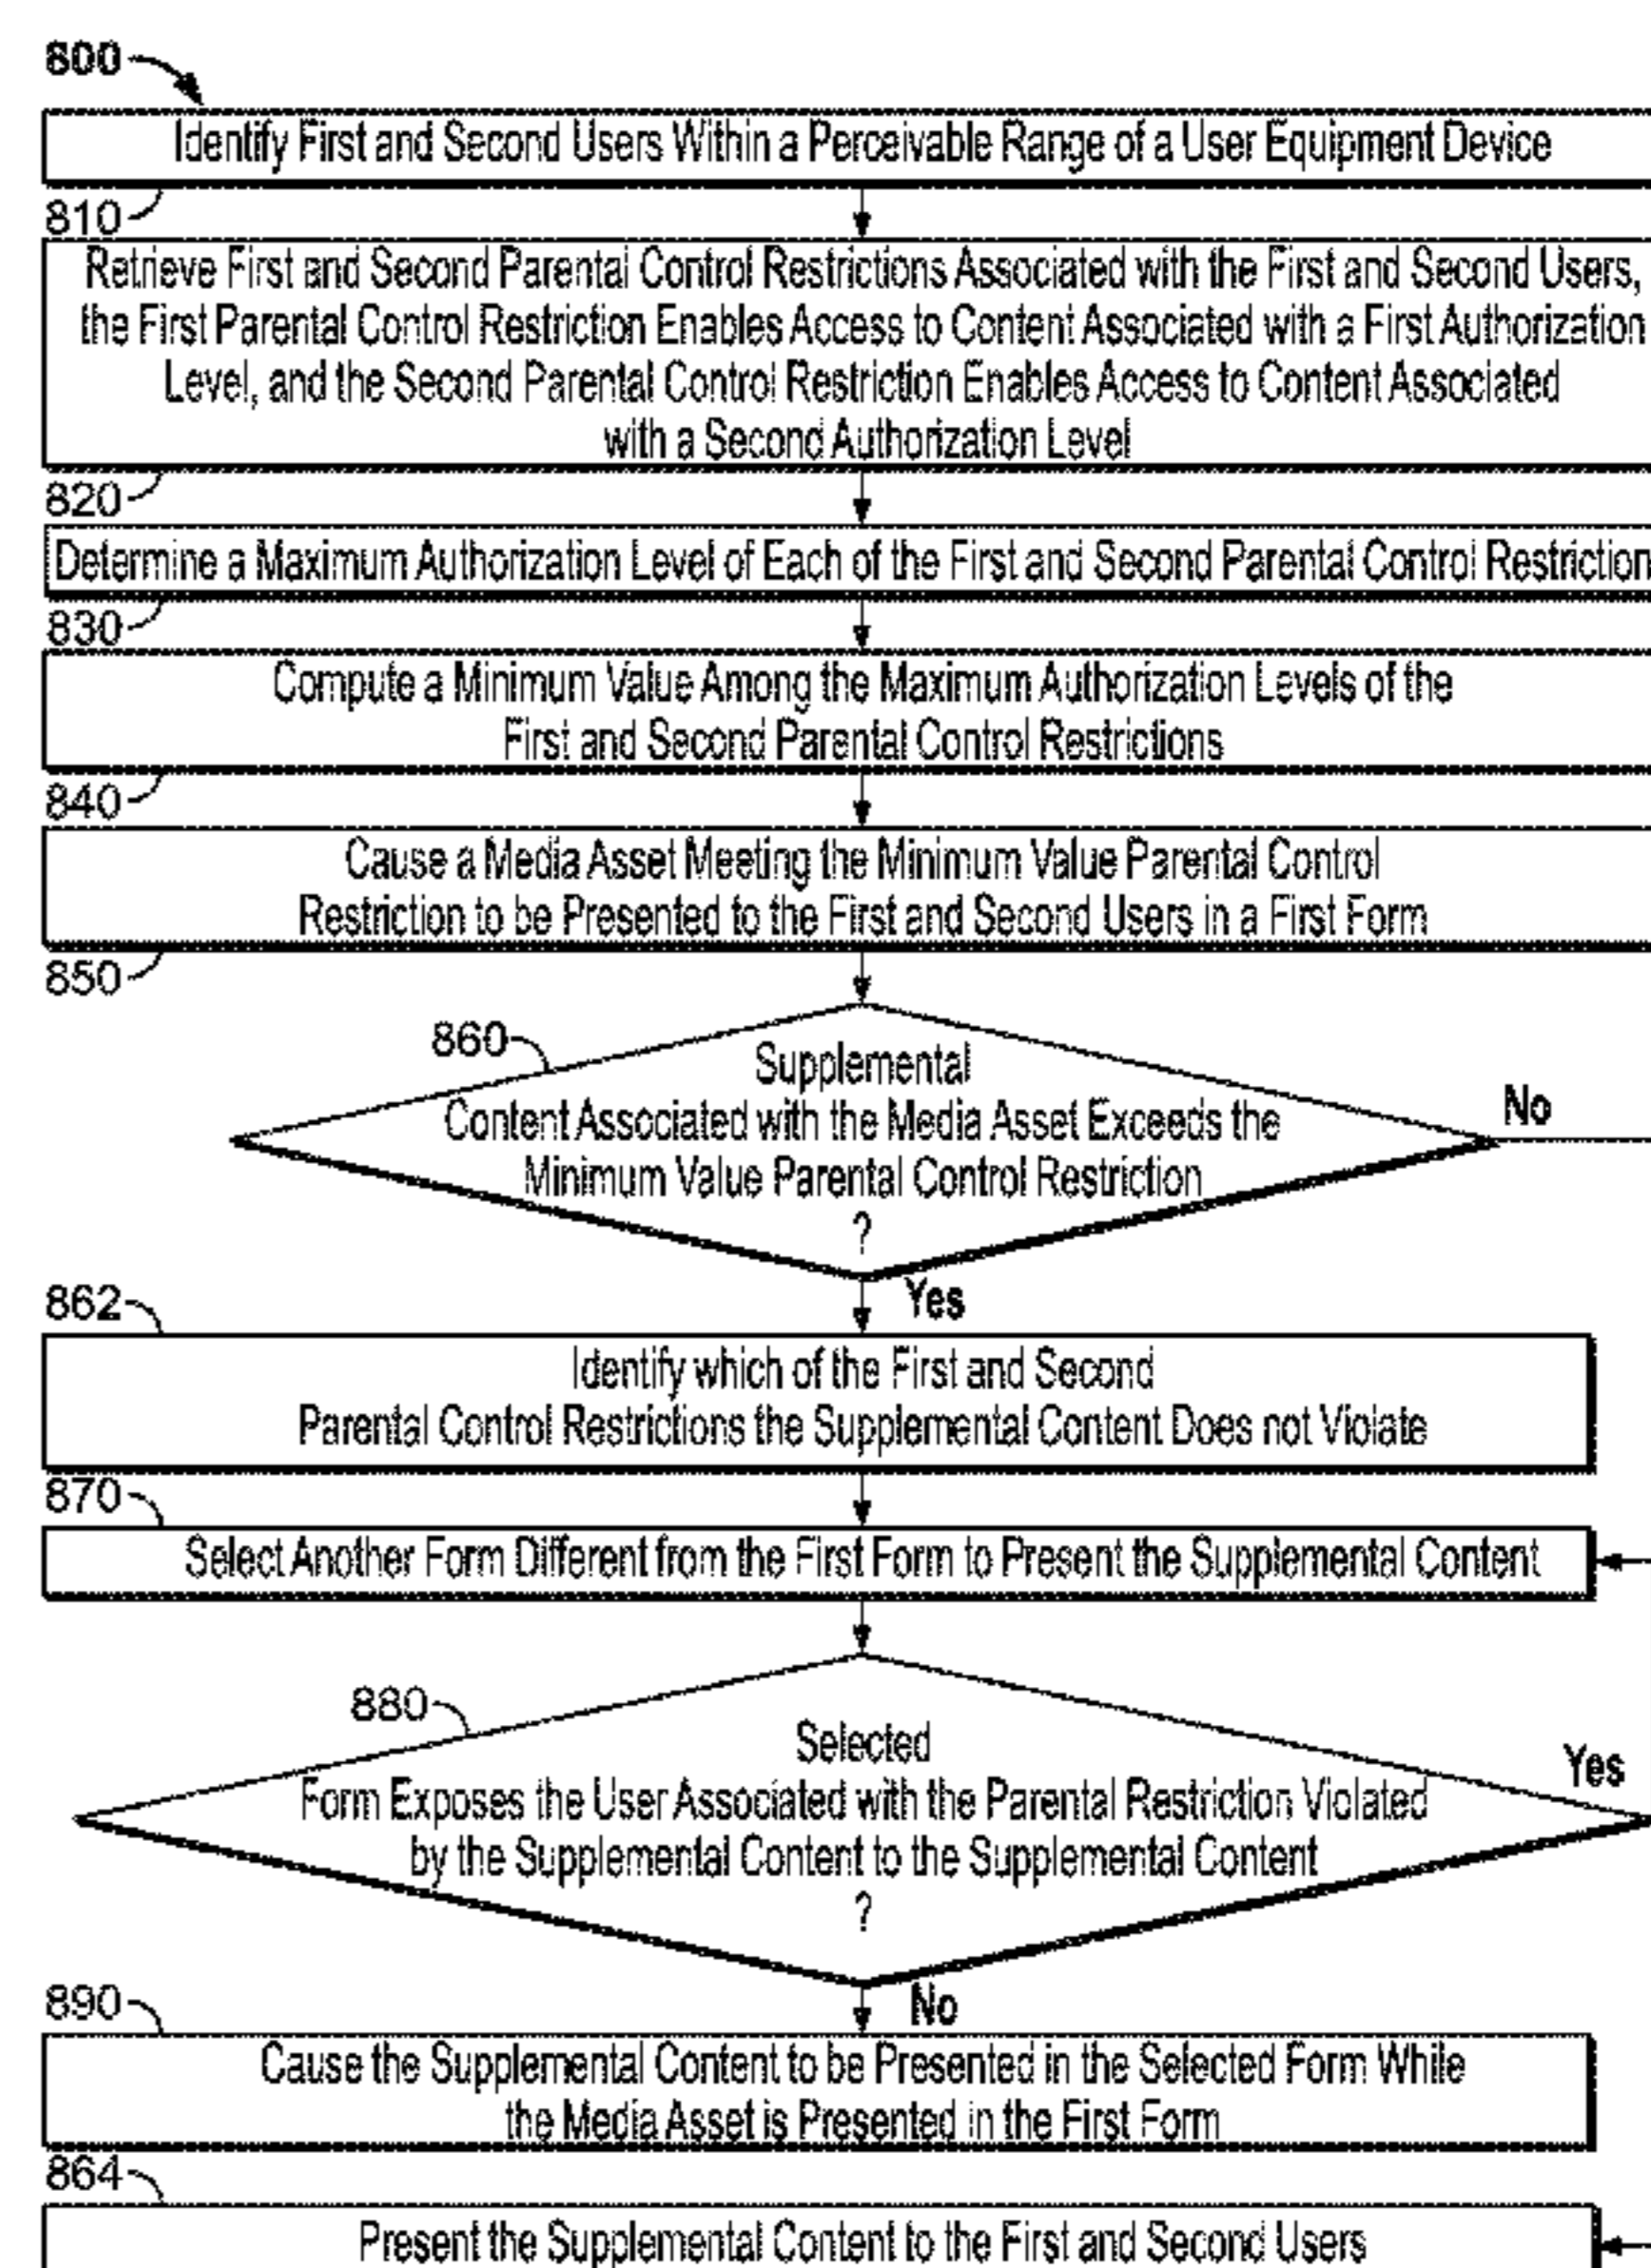 800
Identify First and Second Users Within a Perceivable Range of a User Equipment Device
810
Retrieve First and Second Parental Control Restrictions Associated with the First and Second Users,
the First Parental Control Restriction Enables Access to Content Associated with a First Authorization
Level, and the Second Parental Control Restriction Enables Access to Content Associated
with a Second Authorization Level
820
Determine a Maximum Authorization Level of Each of the First and Second Parental Control Restriction
830
Compute a Minimum Value Among the Maximum Authorization Levels of the
First and Second Parental Control Restrictions
840
Cause a Media Asset Meeting the Minimum Value Parental Control
Restriction to be Presented to the First and Second Users in a First Form
850
860
Supplemental
Content Associated with the Media Asset Exceeds the
Minimum Value Parental Control Restriction
?
No
Yes
862
Identify which of the First and Second
Parental Control Restrictions the Supplemental Content Does not Violate
870
Select Another Form Different from the First Form to Present the Supplemental Content
880
Selected
Form Exposes the User Associated with the Parental Restriction Violated
by the Supplemental Content to the Supplemental Content
?
Yes
No
890
Cause the Supplemental Content to be Presented in the Selected Form While
the Media Asset is Presented in the First Form
864
Present the Supplemental Content to the First and Second Users